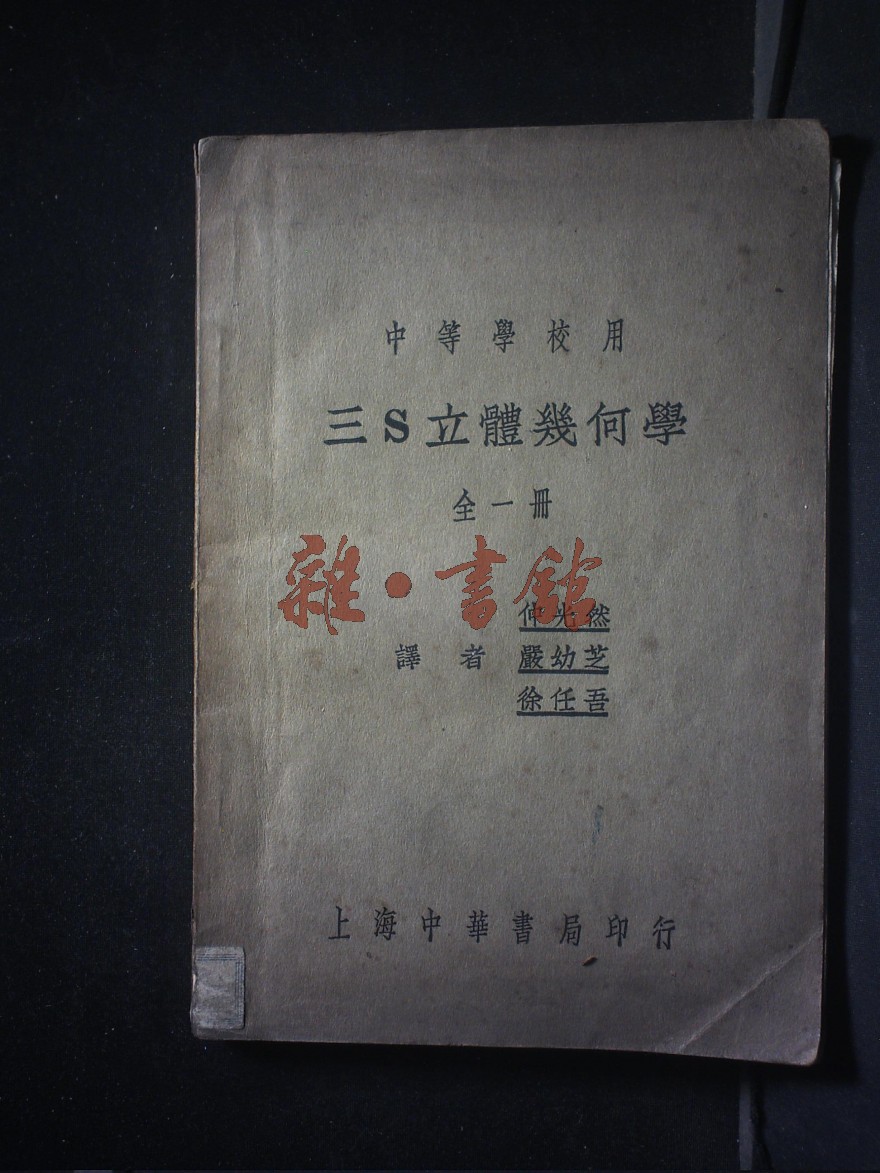 中等學校用
三S立體幾何學
全一冊
雜·書館
仲光然
譯者 嚴幼芝
徐任吾
上海中華書局印行